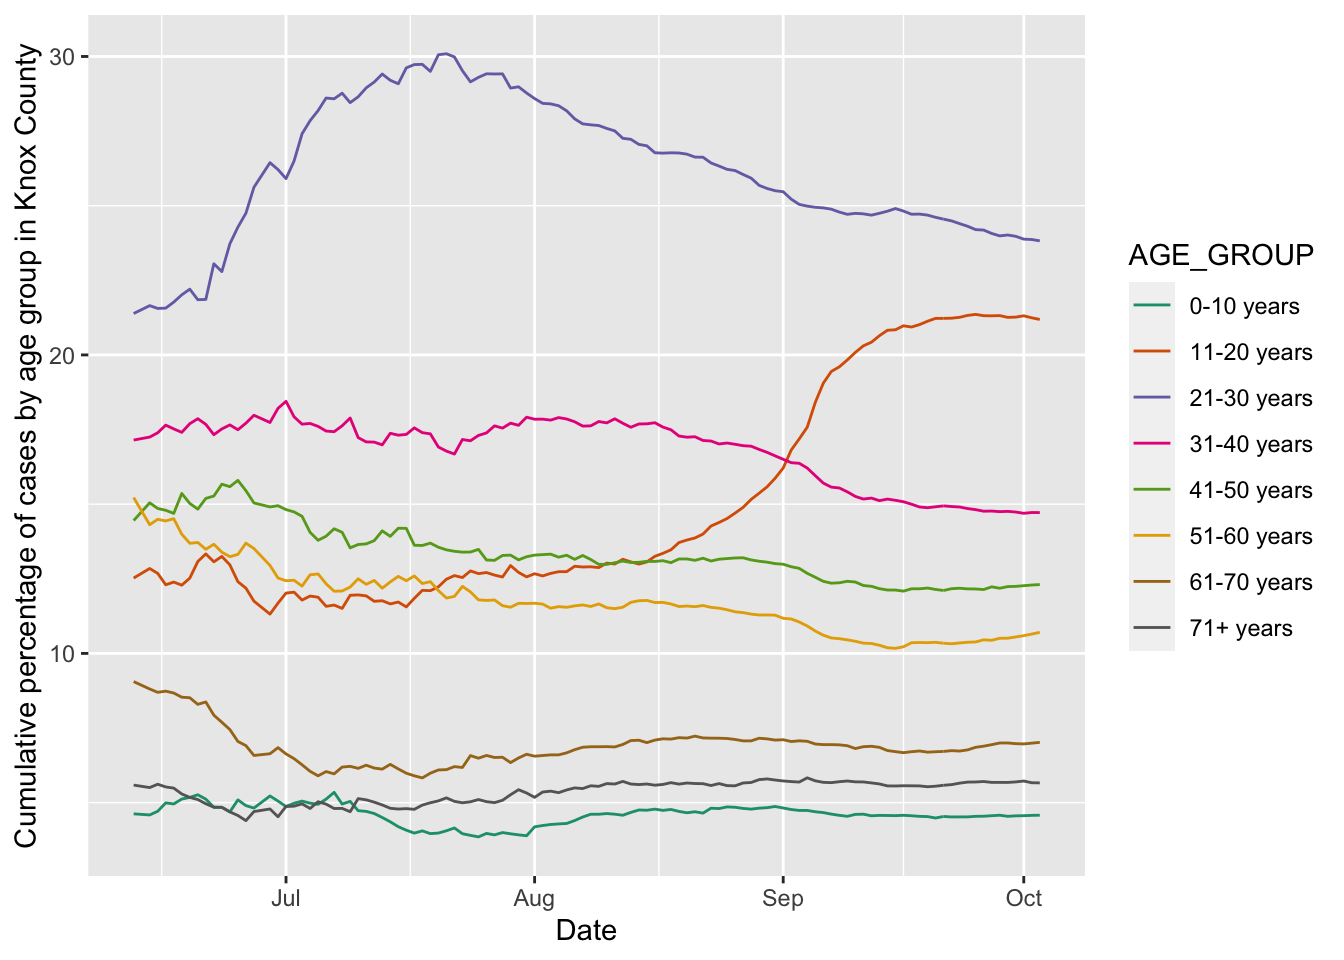 Cumulative percentage of cases by age group in Knox County
30
20
10
Jul
Aug
Sep
Oct
Date
AGE_GROUP
0-10 years
11-20 years
21-30 years
31-40 years
41-50 years
51-60 years
61-70 years
71+ years